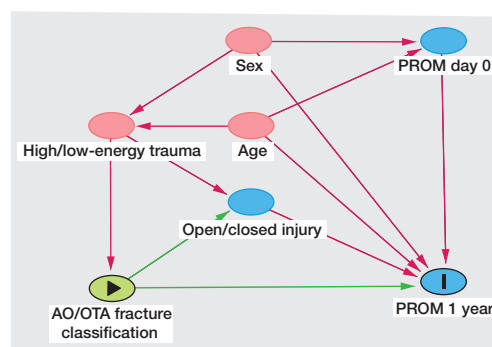 Sex
PROM day 0
High/low-energy trauma
Age
Open/closed injury
AO/OTA fracture
classification
PROM 1 year